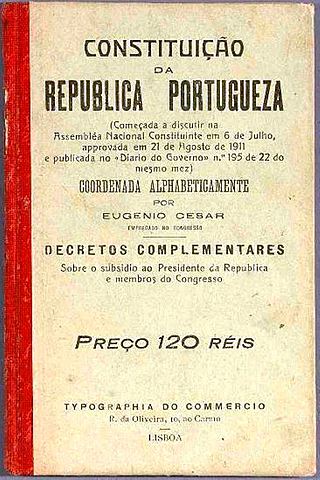 CONSTITUIÇÃO
DA
REPUBLICA PORTUGUEZA
(Começada a discutir na
Assembléa Nacional Constituinte em 6 de Julho,
approvada em 21 de Agosto de 1911
e publicada no «Diario do Governo» n.º 195 de 22 do
mesmo mez)
COORDENADA ALPHABETICAMENTE
POR
EUGENIO CESAR
EMPREGADO NO CONGRESSO
DECRETOS COMPLEMENTARES
Sobre o subsidio ao Presidente da Republica
e membros do Congresso
PREÇO 120 RÉIS
TYPOGRAPHIA DO COMMERCIO
R. da Oliveira, 10, ao Carmo
LISBOA